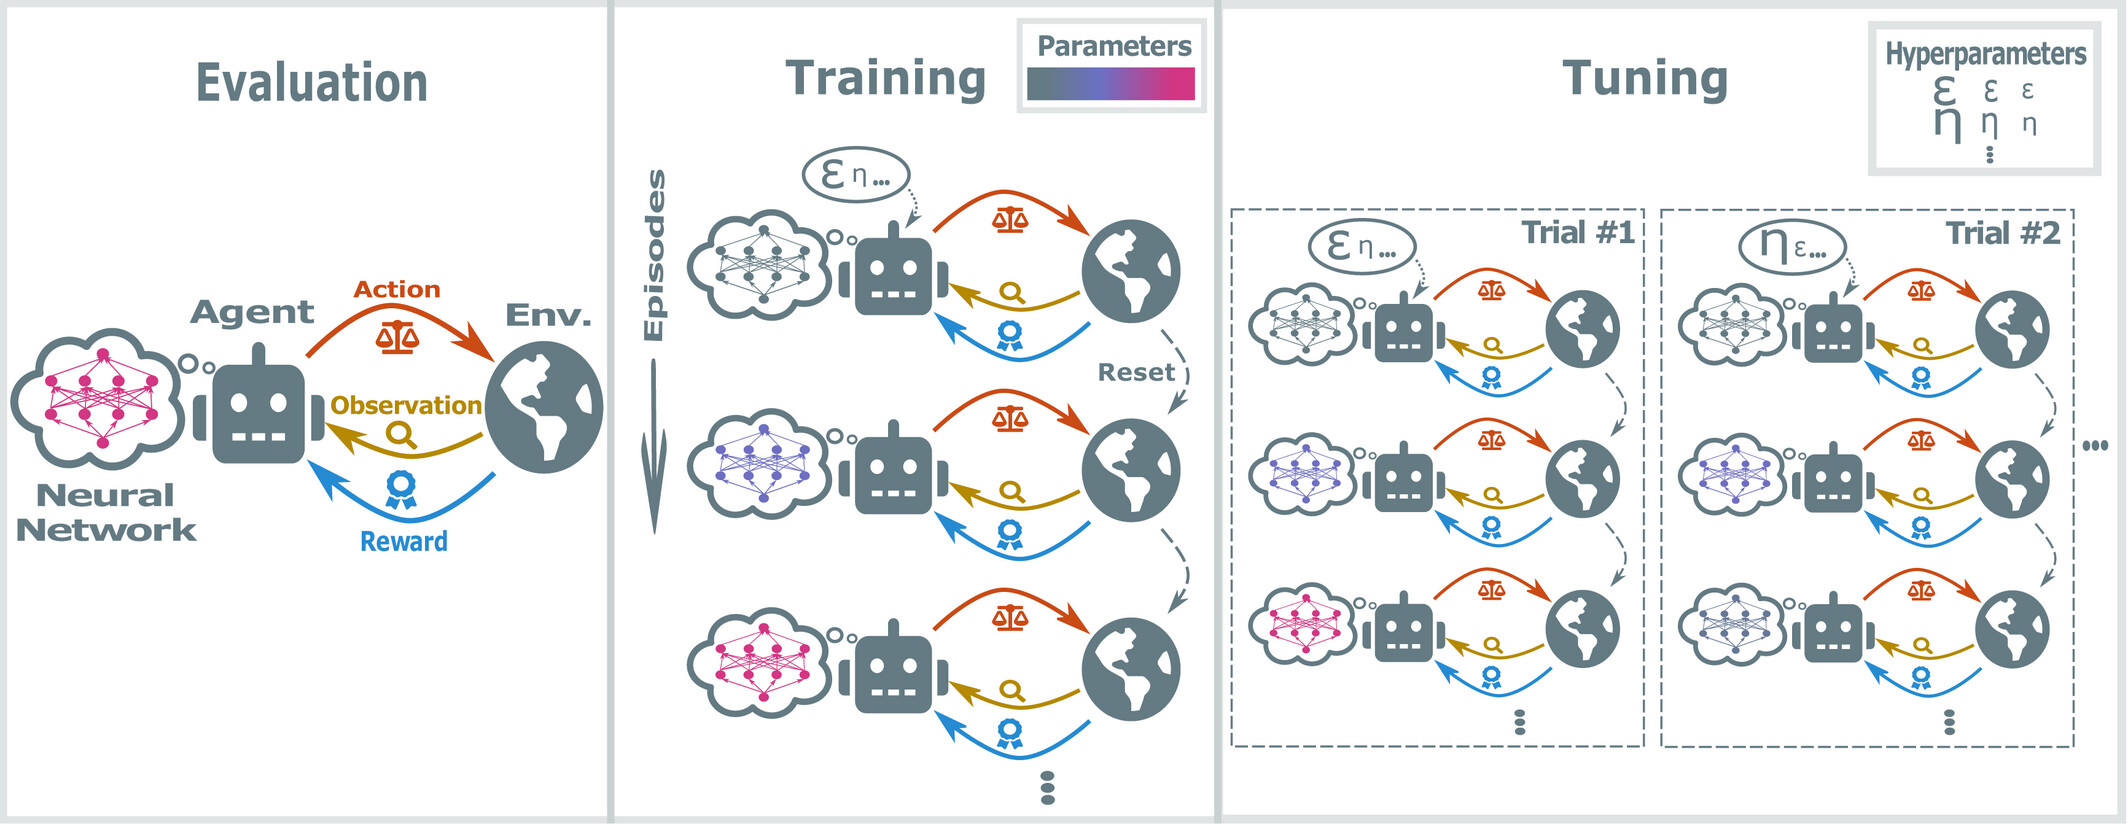 Evaluation
Agent
Action
Env.
Observation
Neural
Network
Reward
Training
Parameters
Episodes
ε η ...
Reset
Tuning
Hyperparameters
ε ε ε
η η η
Trial #1
ε η ...
Trial #2
η ε ...
...